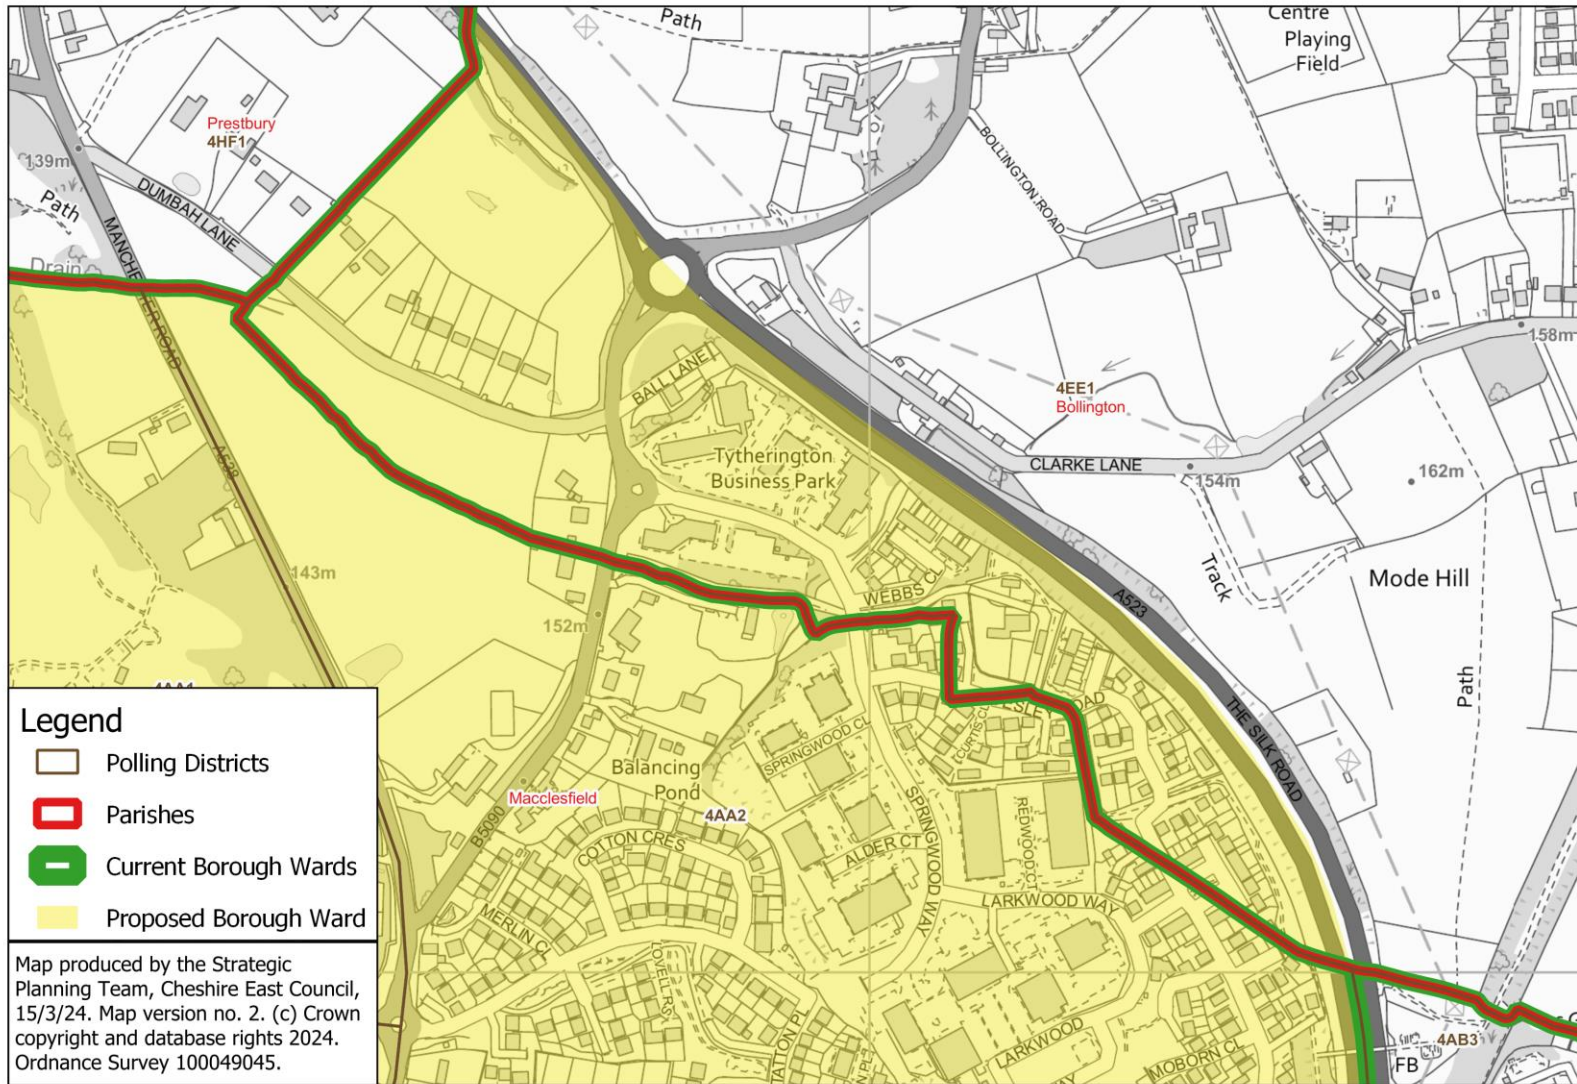 Path
Centre
Playing
Field
Prestbury
4HF1
139m
DUMBAH LANE
Path
Drain
MANCHESTER ROAD
BOLLINGTON ROAD
158m
BALL LANE
4EE1
Bollington
CLARKE LANE
154m
162m
Tytherington
Business Park
A538
143m
Track
Mode Hill
WEBBS CL
A523
152m
THE SILK ROAD
Path
CURTIS CL
SPRINGWOOD CL
Balancing
Pond
Macclesfield
4AA2
B5090
COTTON CRES
ALDER CT
SPRINGWOOD WAY
REDWOOD CT
LARKWOOD WAY
MERLIN CL
LARKWOOD
MOBORN CL
4AB3
FB
4AA1
Legend
Polling Districts
Parishes
Current Borough Wards
Proposed Borough Ward
Map produced by the Strategic
Planning Team, Cheshire East Council,
15/3/24. Map version no. 2. (c) Crown
copyright and database rights 2024.
Ordnance Survey 100049045.